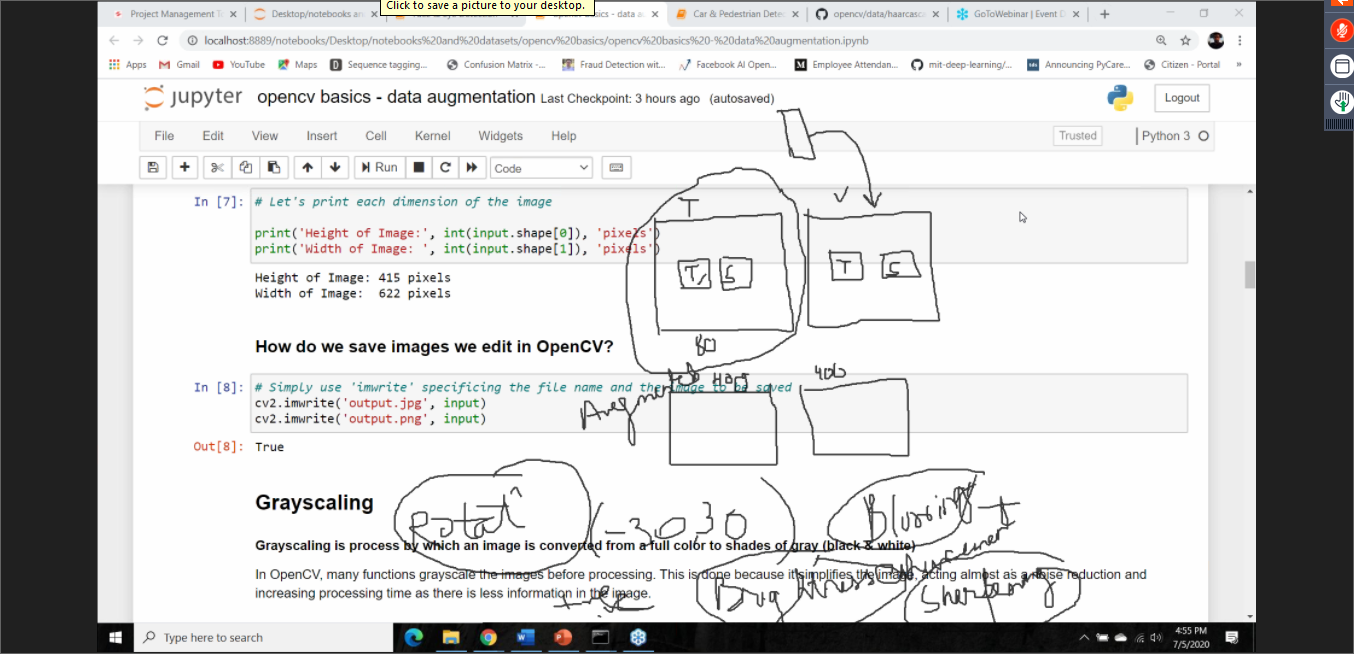 Click to save a picture to your desktop.
Project Management T
Desktop/notebooks an
Car & Pedestrian Dete
opencv/data/haarcasc
GoToWebinar | Event D
localhost:8889/notebooks/Desktop/notebooks%20and%20datasets/opencv%20basics/opencv%20basics%20-%20data%20augmentation.ipynb
Apps Gmail YouTube Maps Sequence tagging... Confusion Matrix -... Fraud Detection wit... Facebook AI Open... Employee Attendan... mit-deep-learning/... Announcing PyCare... Citizen - Portal »
jupyter opencv basics - data augmentation Last Checkpoint: 3 hours ago (autosaved)
Logout
File Edit View Insert Cell Kernel Widgets Help
Trusted Python 3
Run Code
In [7]: # Let's print each dimension of the image
print('Height of Image:', int(input.shape[0]), 'pixels')
print('Width of Image: ', int(input.shape[1]), 'pixels')
Height of Image: 415 pixels
Width of Image:  622 pixels
T V
T S T S
80
How do we save images we edit in OpenCV?
400 400
In [8]: # Simply use 'imwrite' specificing the file name and the image to be saved
cv2.imwrite('output.jpg', input)
cv2.imwrite('output.png', input)
Augmented
Out[8]: True
Grayscaling
(-30,30)
Blurring
Grayscaling is process by which an image is converted from a full color to shades of gray (black & white)
In OpenCV, many functions grayscale the images before processing. This is done because it simplifies the image, acting almost as a noise reduction and
increasing processing time as there is less information in the image.
Type here to search
4:55 PM
7/5/2020